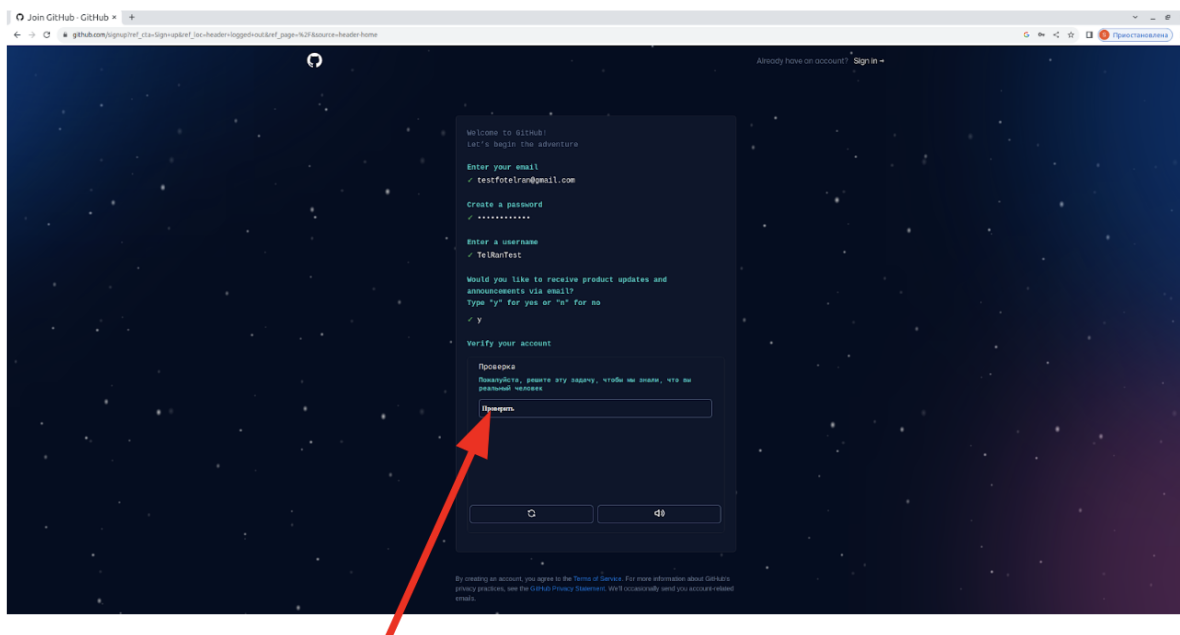 Join GitHub · GitHub × +
github.com/signup?ref_cta=Sign+up&ref_loc=header+logged+out&ref_page=%2F&source=header-home
Приостановлена
Already have an account? Sign in →
Welcome to GitHub!
Let's begin the adventure
Enter your email
✓ testfotelran@gmail.com
Create a password
✓ ••••••••••••
Enter a username
✓ TelRanTest
Would you like to receive product updates and
announcements via email?
Type "y" for yes or "n" for no
✓ y
Verify your account
Проверка
Пожалуйста, решите эту задачу, чтобы мы знали, что вы
реальный человек
Проверить
By creating an account, you agree to the Terms of Service. For more information about GitHub's
privacy practices, see the GitHub Privacy Statement. We'll occasionally send you account-related
emails.